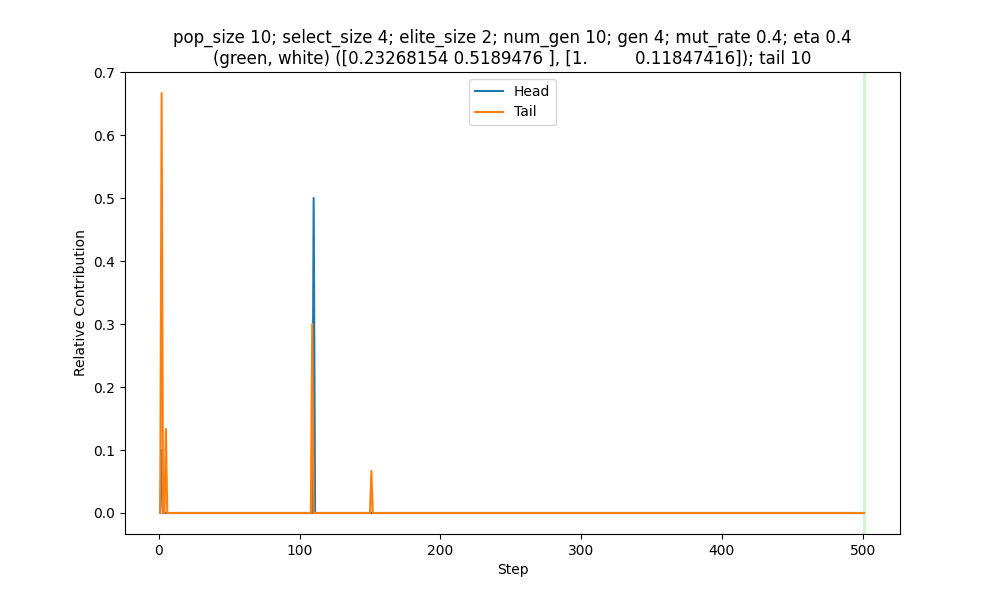 pop_size 10; select_size 4; elite_size 2; num_gen 10; gen 4; mut_rate 0.4; eta 0.4
(green, white) ([0.23268154 0.5189476 ], [1.         0.11847416]); tail 10
Head
Tail
0.7
0.6
0.5
0.4
0.3
0.2
0.1
0.0
Relative Contribution
0
100
200
300
400
500
Step